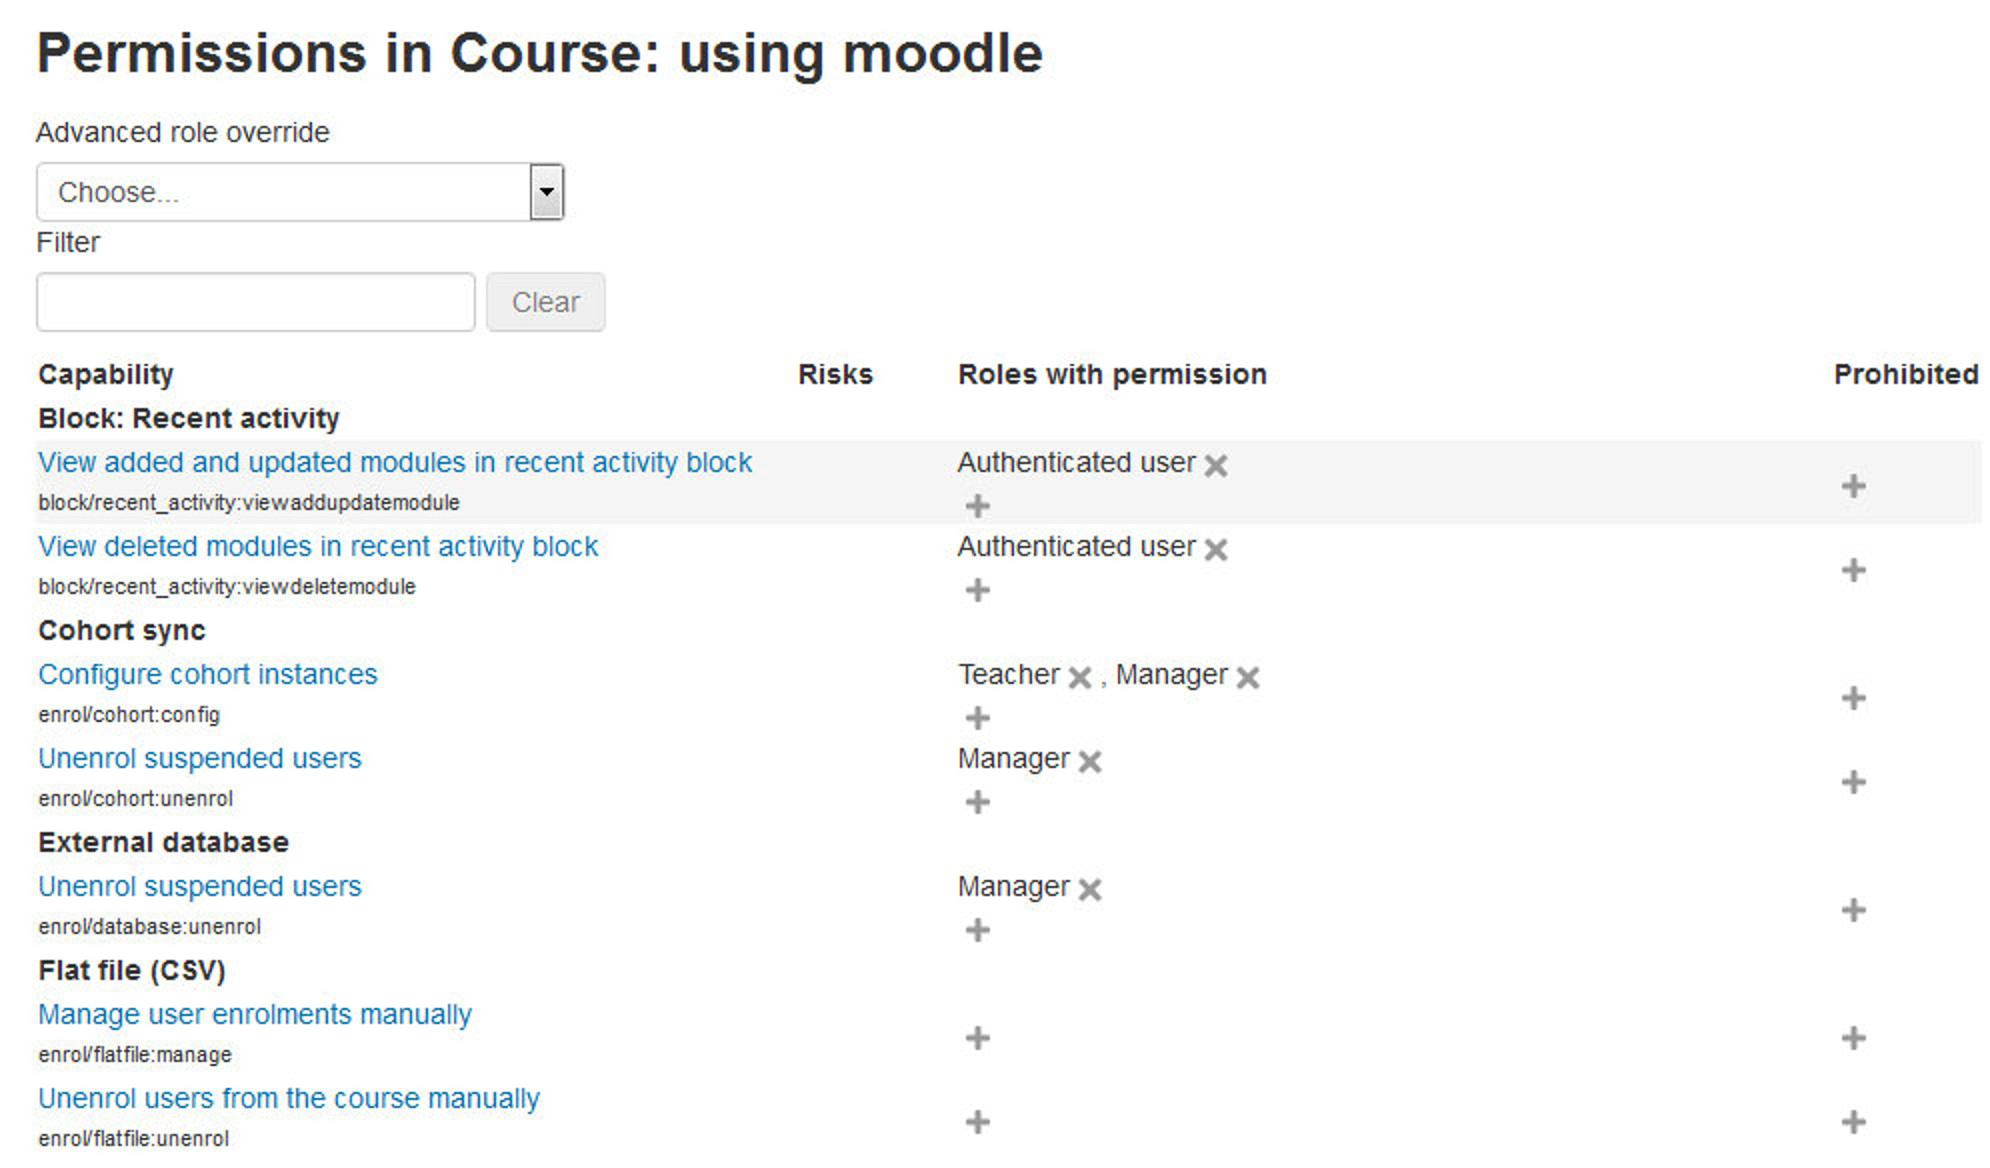 Permissions in Course: using moodle
Advanced role override
Choose...
Filter
Clear
Capability Risks Roles with permission Prohibited
Block: Recent activity
View added and updated modules in recent activity block Authenticated user
block/recent_activity:viewaddupdatemodule
View deleted modules in recent activity block Authenticated user
block/recent_activity:viewdeletemodule
Cohort sync
Configure cohort instances Teacher , Manager
enrol/cohort:config
Unenrol suspended users Manager
enrol/cohort:unenrol
External database
Unenrol suspended users Manager
enrol/database:unenrol
Flat file (CSV)
Manage user enrolments manually
enrol/flatfile:manage
Unenrol users from the course manually
enrol/flatfile:unenrol